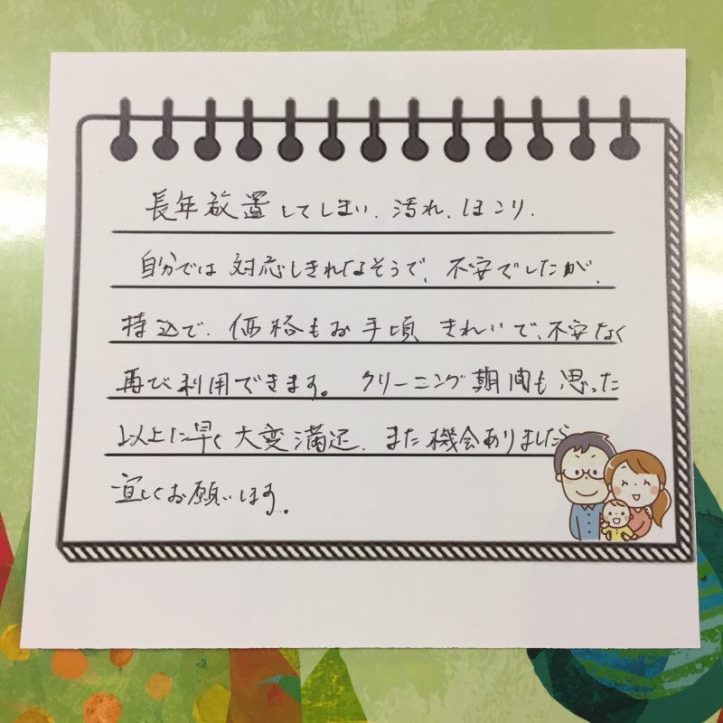 長年放置してしまい、汚れ、ほこり、
自分では対応しきれなそうで、不安でしたが、
持込で、価格もお手頃 きれいで、不安なく
再び利用できます。クリーニング期間も思った
以上に早く大変満足、また機会ありましたら
宜しくお願いします。